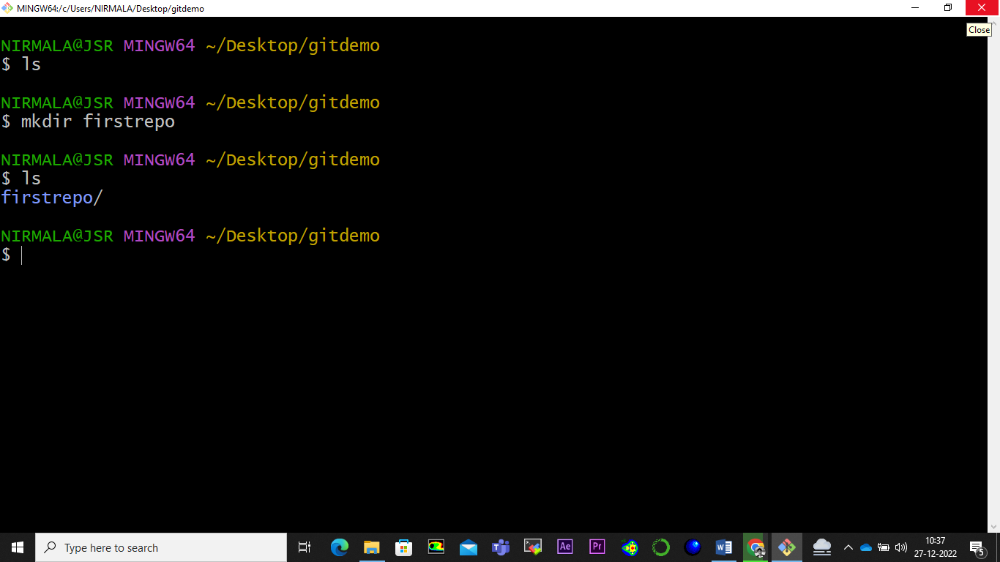 MINGW64:/c/Users/NIRMALA/Desktop/gitdemo
Close
NIRMALA@JSR MINGW64 ~/Desktop/gitdemo
$ ls
NIRMALA@JSR MINGW64 ~/Desktop/gitdemo
$ mkdir firstrepo
NIRMALA@JSR MINGW64 ~/Desktop/gitdemo
$ ls
firstrepo/
NIRMALA@JSR MINGW64 ~/Desktop/gitdemo
$
Type here to search
Ae
Pr
10:37
27-12-2022
5